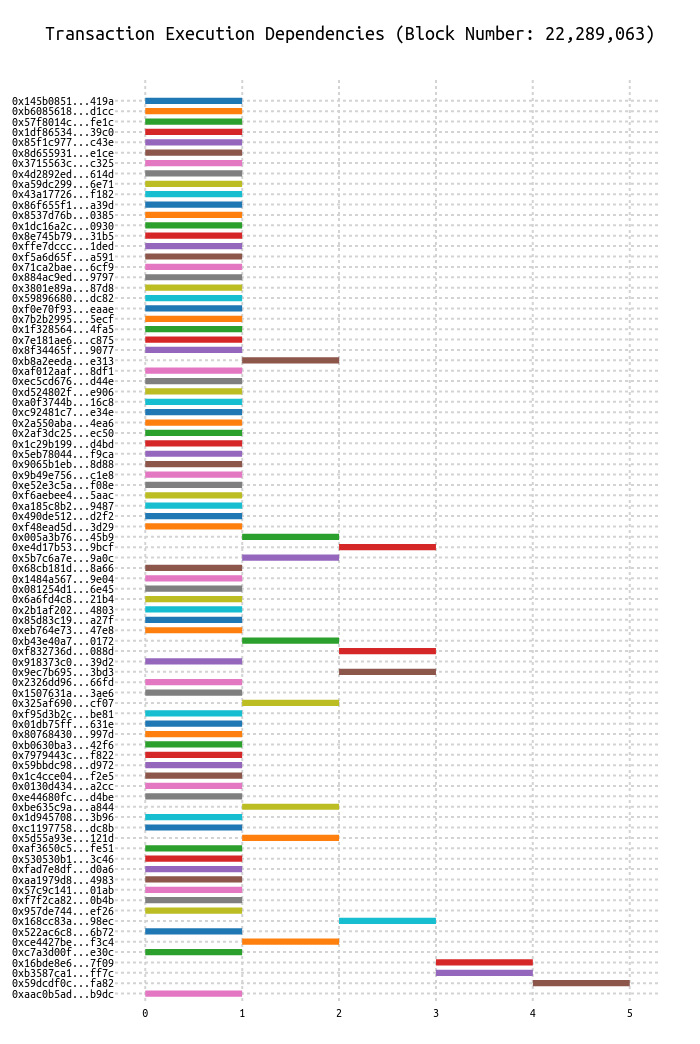 Transaction Execution Dependencies (Block Number: 22,289,063)
0x145b0851...419a
0xb6085618...d1cc
0x57f8014c...fe1c
0x1df86534...39c0
0x85f1c977...c43e
0x8d655931...e1ce
0x3715563c...c325
0x4d2892ed...614d
0xa59dc299...6e71
0x43a17726...f182
0x86f655f1...a39d
0x8537d76b...0385
0x1dc16a2c...0930
0x8e745b79...31b5
0xffe7dccc...1ded
0xf5a6d65f...a591
0x71ca2bae...6cf9
0x884ac9ed...9797
0x3801e89a...87d8
0x59896680...dc82
0xf0e70f93...eaae
0x7b2b2995...5ecf
0x1f328564...4fa5
0x7e181ae6...c875
0x8f34465f...9077
0xb8a2eeda...e313
0xaf012aaf...8df1
0xec5cd676...d44e
0xd524802f...e906
0xa0f3744b...16c8
0xc92481c7...e34e
0x2a550aba...4ea6
0x2af3dc25...ec50
0x1c29b199...d4bd
0x5eb78044...f9ca
0x9065b1eb...8d88
0x9b49e756...c1e8
0xe52e3c5a...f08e
0xf6aebee4...5aac
0xa185c8b2...9487
0x490de512...d2f2
0xf48ead5d...3d29
0x005a3b76...45b9
0xe4d17b53...9bcf
0x5b7c6a7e...9a0c
0x68cb181d...8a66
0x1484a567...9e04
0x081254d1...6e45
0x6a6fd4c8...21b4
0x2b1af202...4803
0x85d83c19...a27f
0xeb764e73...47e8
0xb43e40a7...0172
0xf832736d...088d
0x918373c0...39d2
0x9ec7b695...3bd3
0x2326dd96...66fd
0x1507631a...3ae6
0x325af690...cf07
0xf95d3b2c...be81
0x01db75ff...631e
0x80768430...997d
0xb0630ba3...42f6
0x7979443c...f822
0x59bbdc98...d972
0x1c4cce04...f2e5
0x0130d434...a2cc
0xe44680fc...d4be
0xbe635c9a...a844
0x1d945708...3b96
0xc1197758...dc8b
0x5d55a93e...121d
0xaf3650c5...fe51
0x530530b1...3c46
0xfad7e8df...d0a6
0xaa1979d8...4983
0x57c9c141...01ab
0xf7f2ca82...0b4b
0x957de744...ef26
0x168cc83a...98ec
0x522ac6c8...6b72
0xce4427be...f3c4
0xc7a3d00f...e30c
0x16bde8e6...7f09
0xb3587ca1...ff7c
0x59dcdf0c...fa82
0xaac0b5ad...b9dc
0 1 2 3 4 5